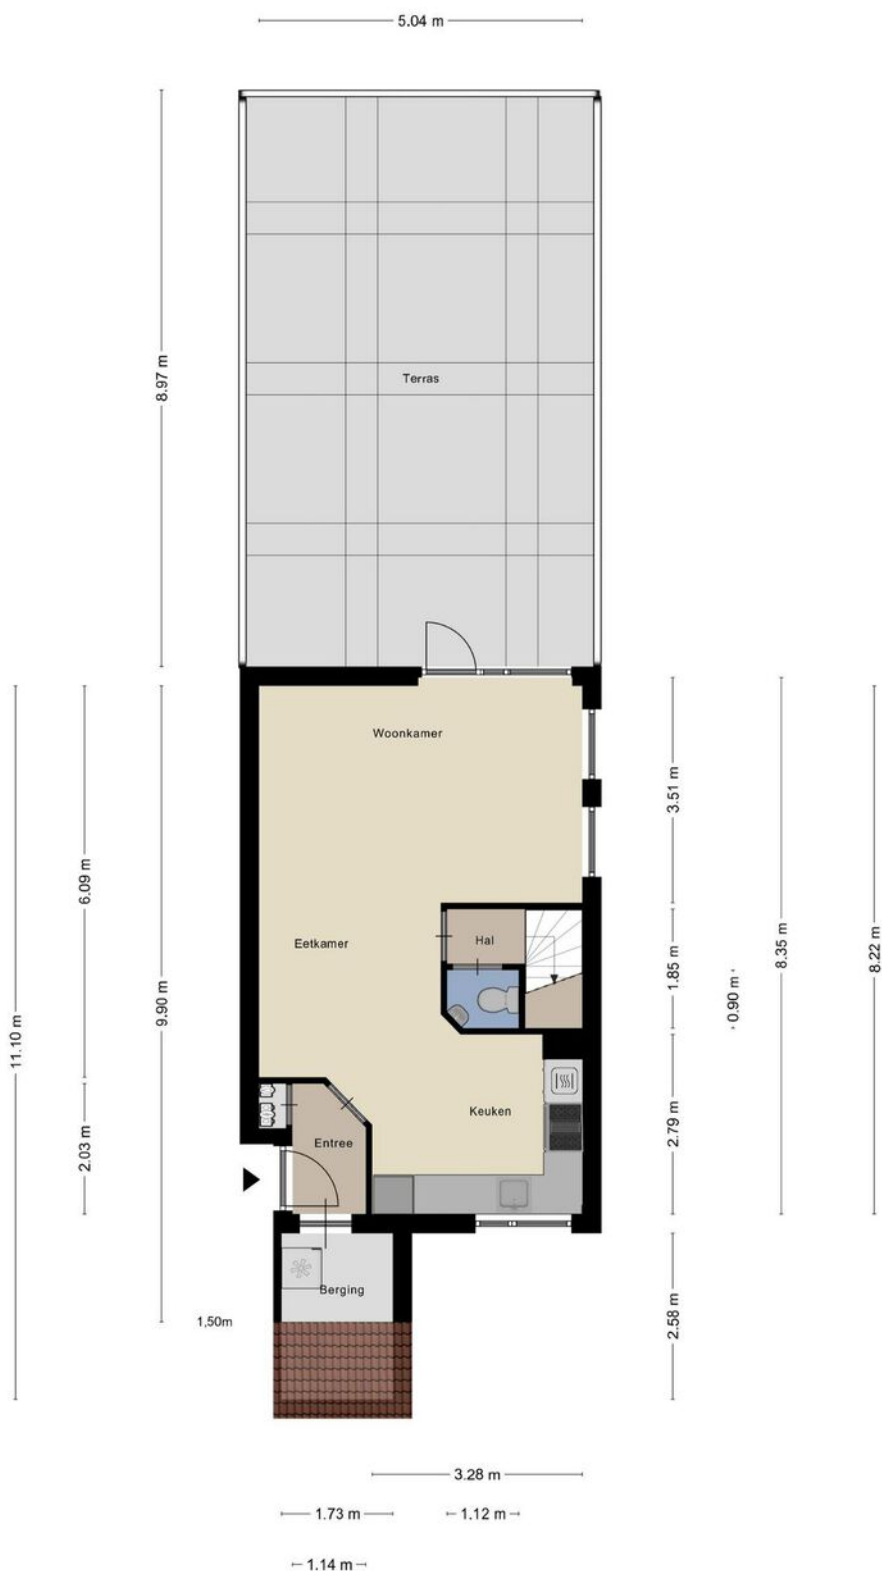 5.04 m
8.97 m
Terras
Woonkamer
3.51 m
6.09 m
Eetkamer
Hal
8.35 m
8.22 m
1.85 m
0.90 m
9.90 m
11.10 m
Keuken
2.79 m
Entree
2.03 m
Berging
1,50m
2.58 m
3.28 m
1.73 m
1.12 m
1.14 m